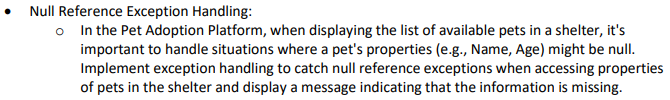 • Null Reference Exception Handling:
o In the Pet Adoption Platform, when displaying the list of available pets in a shelter, it's
important to handle situations where a pet's properties (e.g., Name, Age) might be null.
Implement exception handling to catch null reference exceptions when accessing properties
of pets in the shelter and display a message indicating that the information is missing.